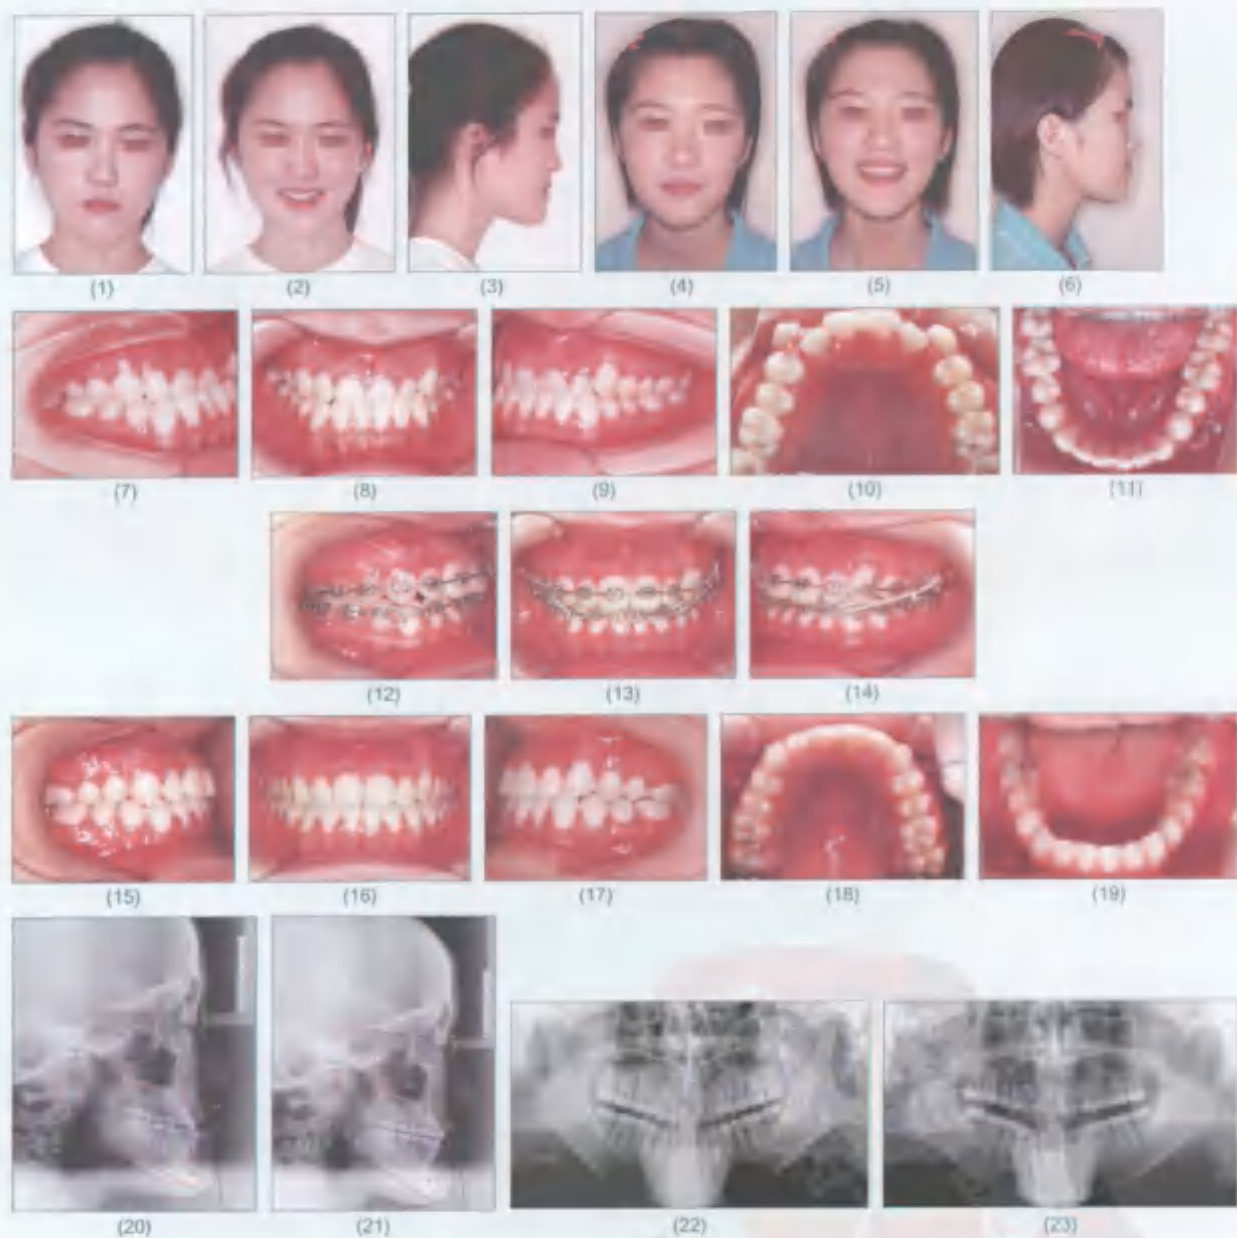 (1) (2) (3) (4) (5) (6)
(7) (8) (9) (10) (11)
(12) (13) (14)
(15) (16) (17) (18) (19)
(20) (21) (22) (23)